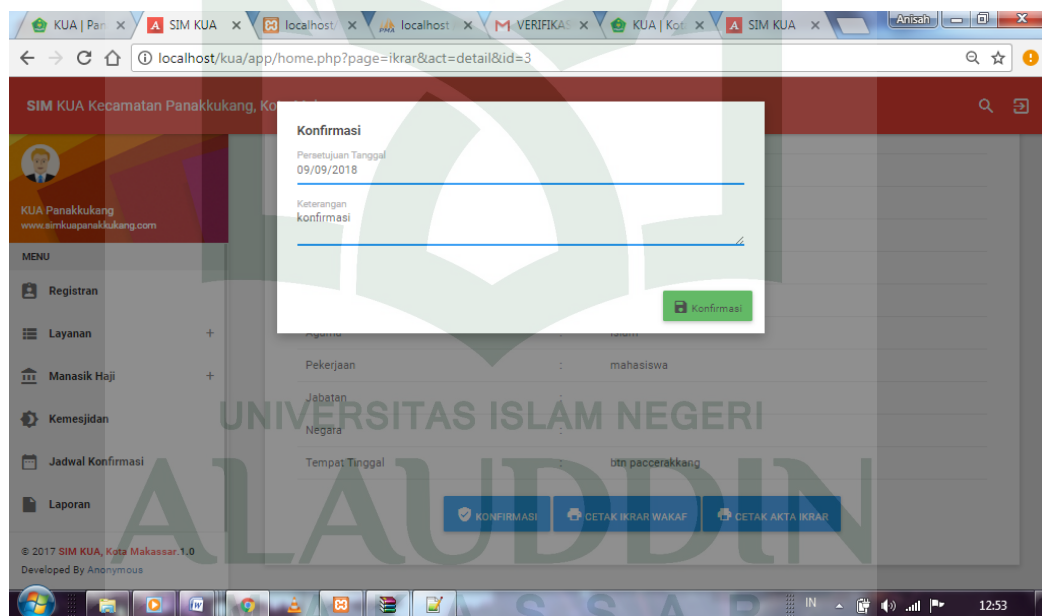 KUA | Pan
SIM KUA
localhost/
localhost
VERIFIKAS
KUA | Kot
SIM KUA
Anisah
localhost/kua/app/home.php?page=ikrar&act=detail&id=3
SIM KUA Kecamatan Panakkukang,
KUA Panakkukang
www.simkuapanakkukang.com
MENU
Registran
Layanan +
Manasik Haji +
Kemesjidan
Jadwal Konfirmasi
Laporan
© 2017 SIM KUA, Kota Makassar.1.0
Developed By Anonymous
Konfirmasi
Persetujuan Tanggal
09/09/2018
Keterangan
konfirmasi
Konfirmasi
Agama : Islam
Pekerjaan : mahasiswa
Jabatan :
Negara :
Tempat Tinggal : btn paccerakkang
KONFIRMASI
CETAK IKRAR WAKAF
CETAK AKTA IKRAR
UNIVERSITAS ISLAM NEGERI
ALAUDDIN
IN
12:53